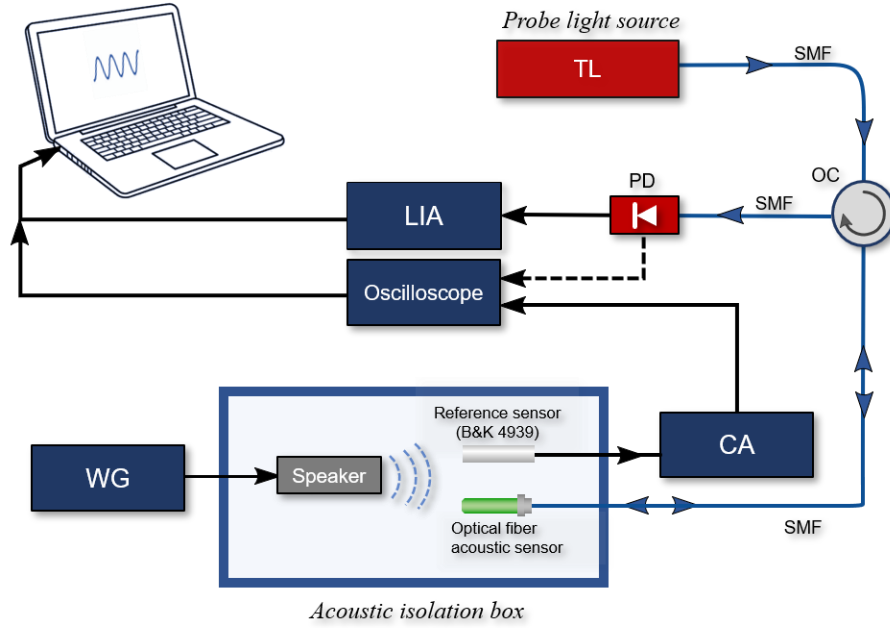 Probe light source
TL
SMF
OC
PD
SMF
LIA
Oscilloscope
Reference sensor
(B&K 4939)
CA
WG
Speaker
Optical fiber
acoustic sensor
SMF
Acoustic isolation box